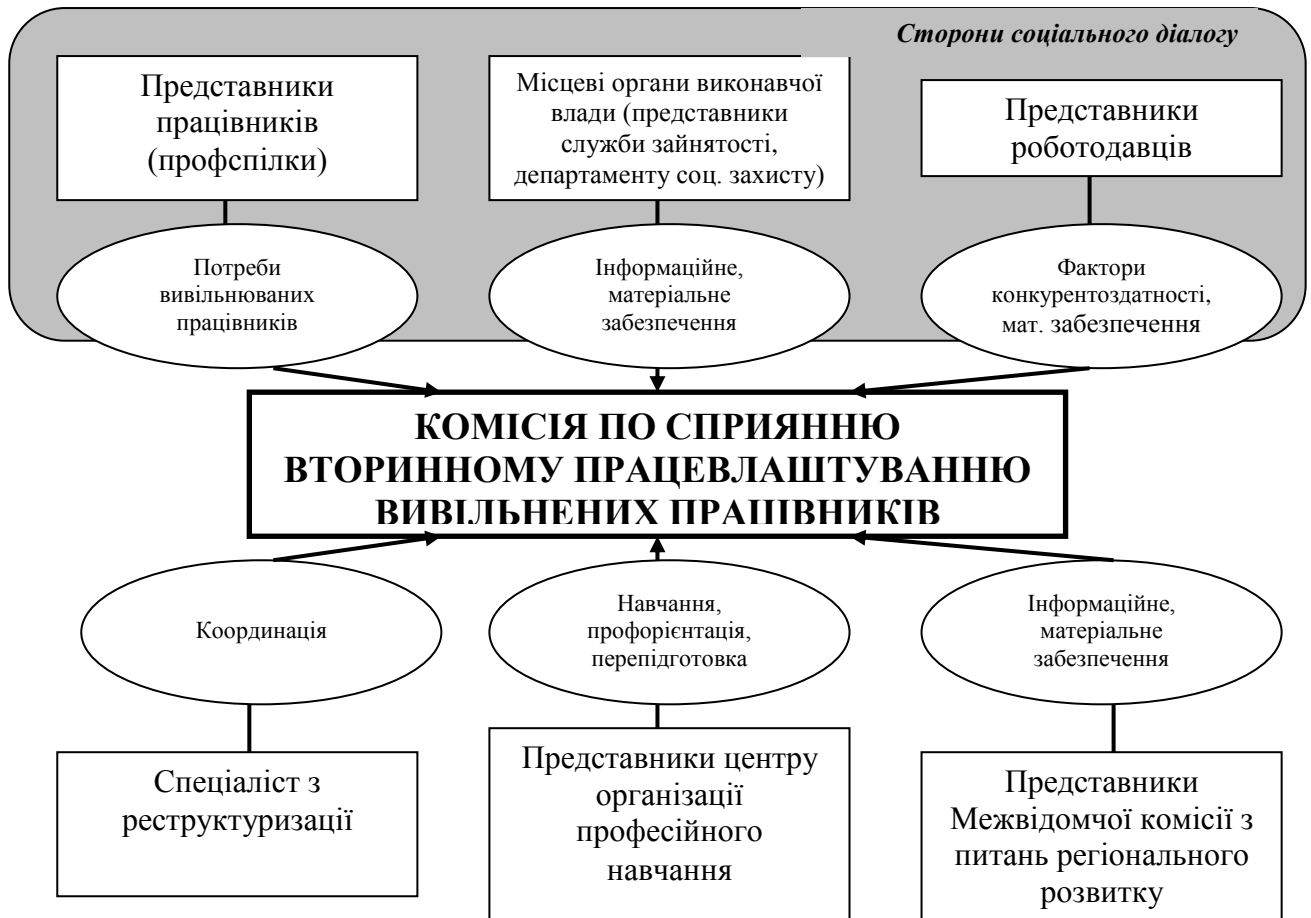 Сторони соціального діалогу
Представники
працівників
(профспілки)
Місцеві органи виконавчої
влади (представники
служби зайнятості,
департаменту соц. захисту)
Представники
роботодавців
Потреби
вивільнюваних
працівників
Інформаційне,
матеріальне
забезпечення
Фактори
конкурентоздатності,
мат. забезпечення
КОМІСІЯ ПО СПРИЯННЮ
ВТОРИННОМУ ПРАЦЕВЛАШТУВАННЮ
ВИВІЛЬНЕНИХ ПРАЦІВНИКІВ
Координація
Навчання,
профорієнтація,
перепідготовка
Інформаційне,
матеріальне
забезпечення
Спеціаліст з
реструктуризації
Представники центру
організації
професійного
навчання
Представники
Межвідомчої комісії з
питань регіонального
розвитку